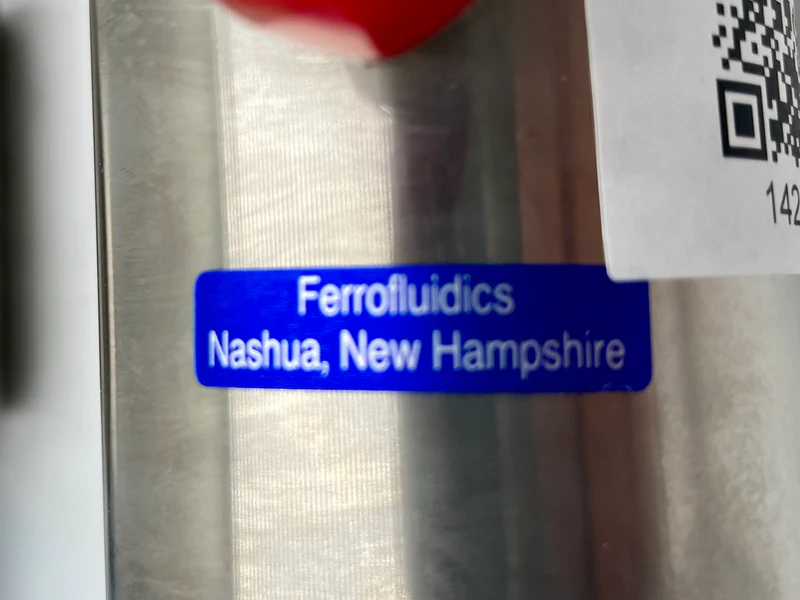 Ferrofluidics
Nashua, New Hampshire
142